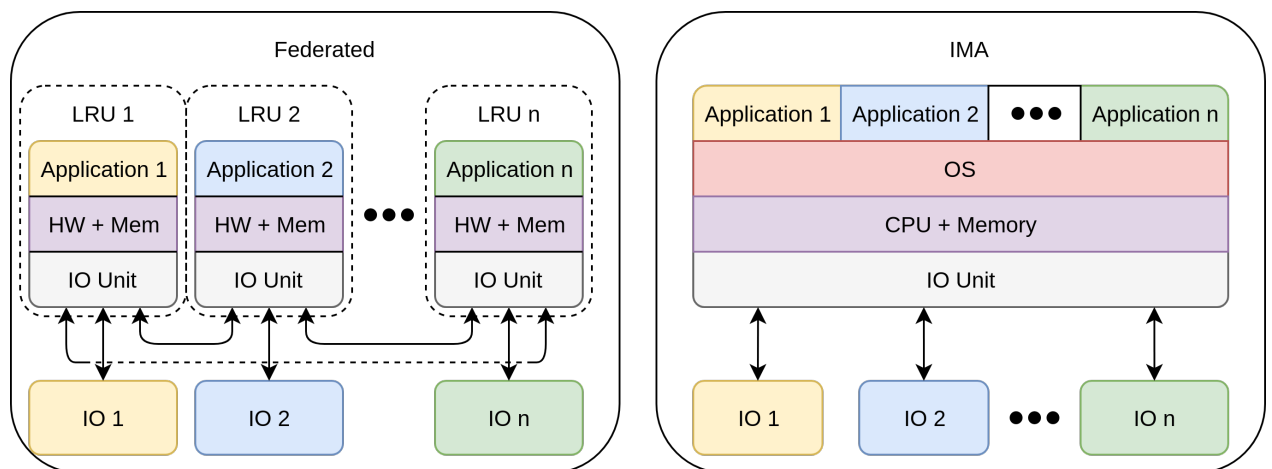 Federated
LRU 1
LRU 2
LRU n
Application 1
Application 2
Application n
HW + Mem
HW + Mem
HW + Mem
IO Unit
IO Unit
IO Unit
IO 1
IO 2
IO n
IMA
Application 1
Application 2
Application n
OS
CPU + Memory
IO Unit
IO 1
IO 2
IO n